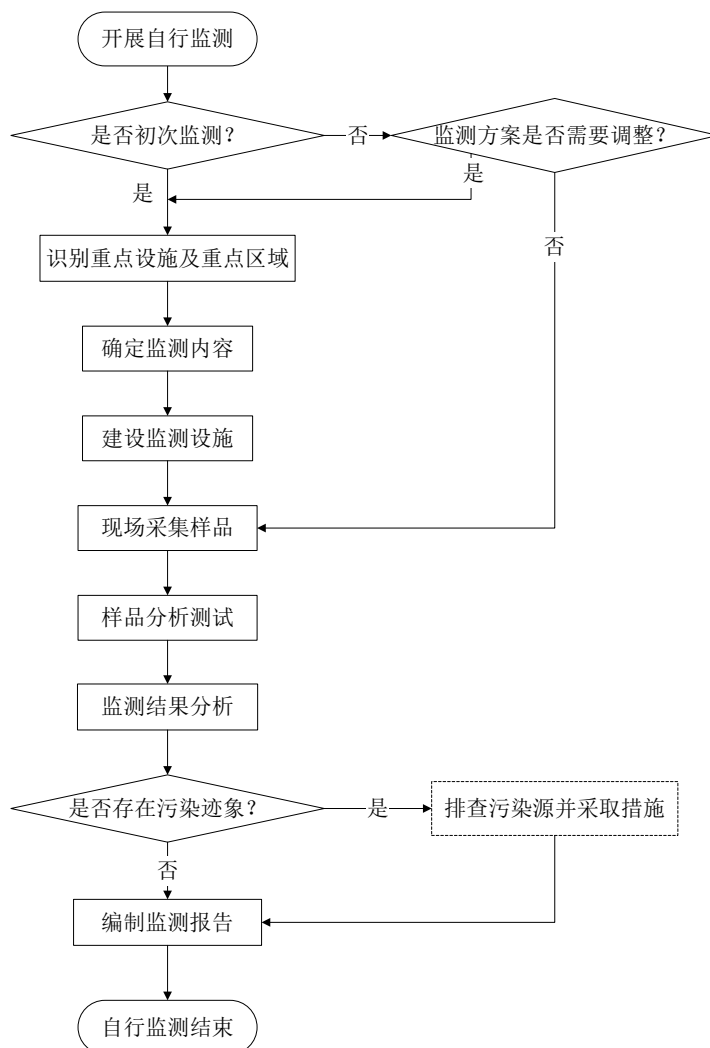 开展自行监测
是否初次监测？
否
监测方案是否需要调整？
是
是
否
识别重点设施及重点区域
确定监测内容
建设监测设施
现场采集样品
样品分析测试
监测结果分析
是否存在污染迹象？
是
排查污染源并采取措施
否
编制监测报告
自行监测结束